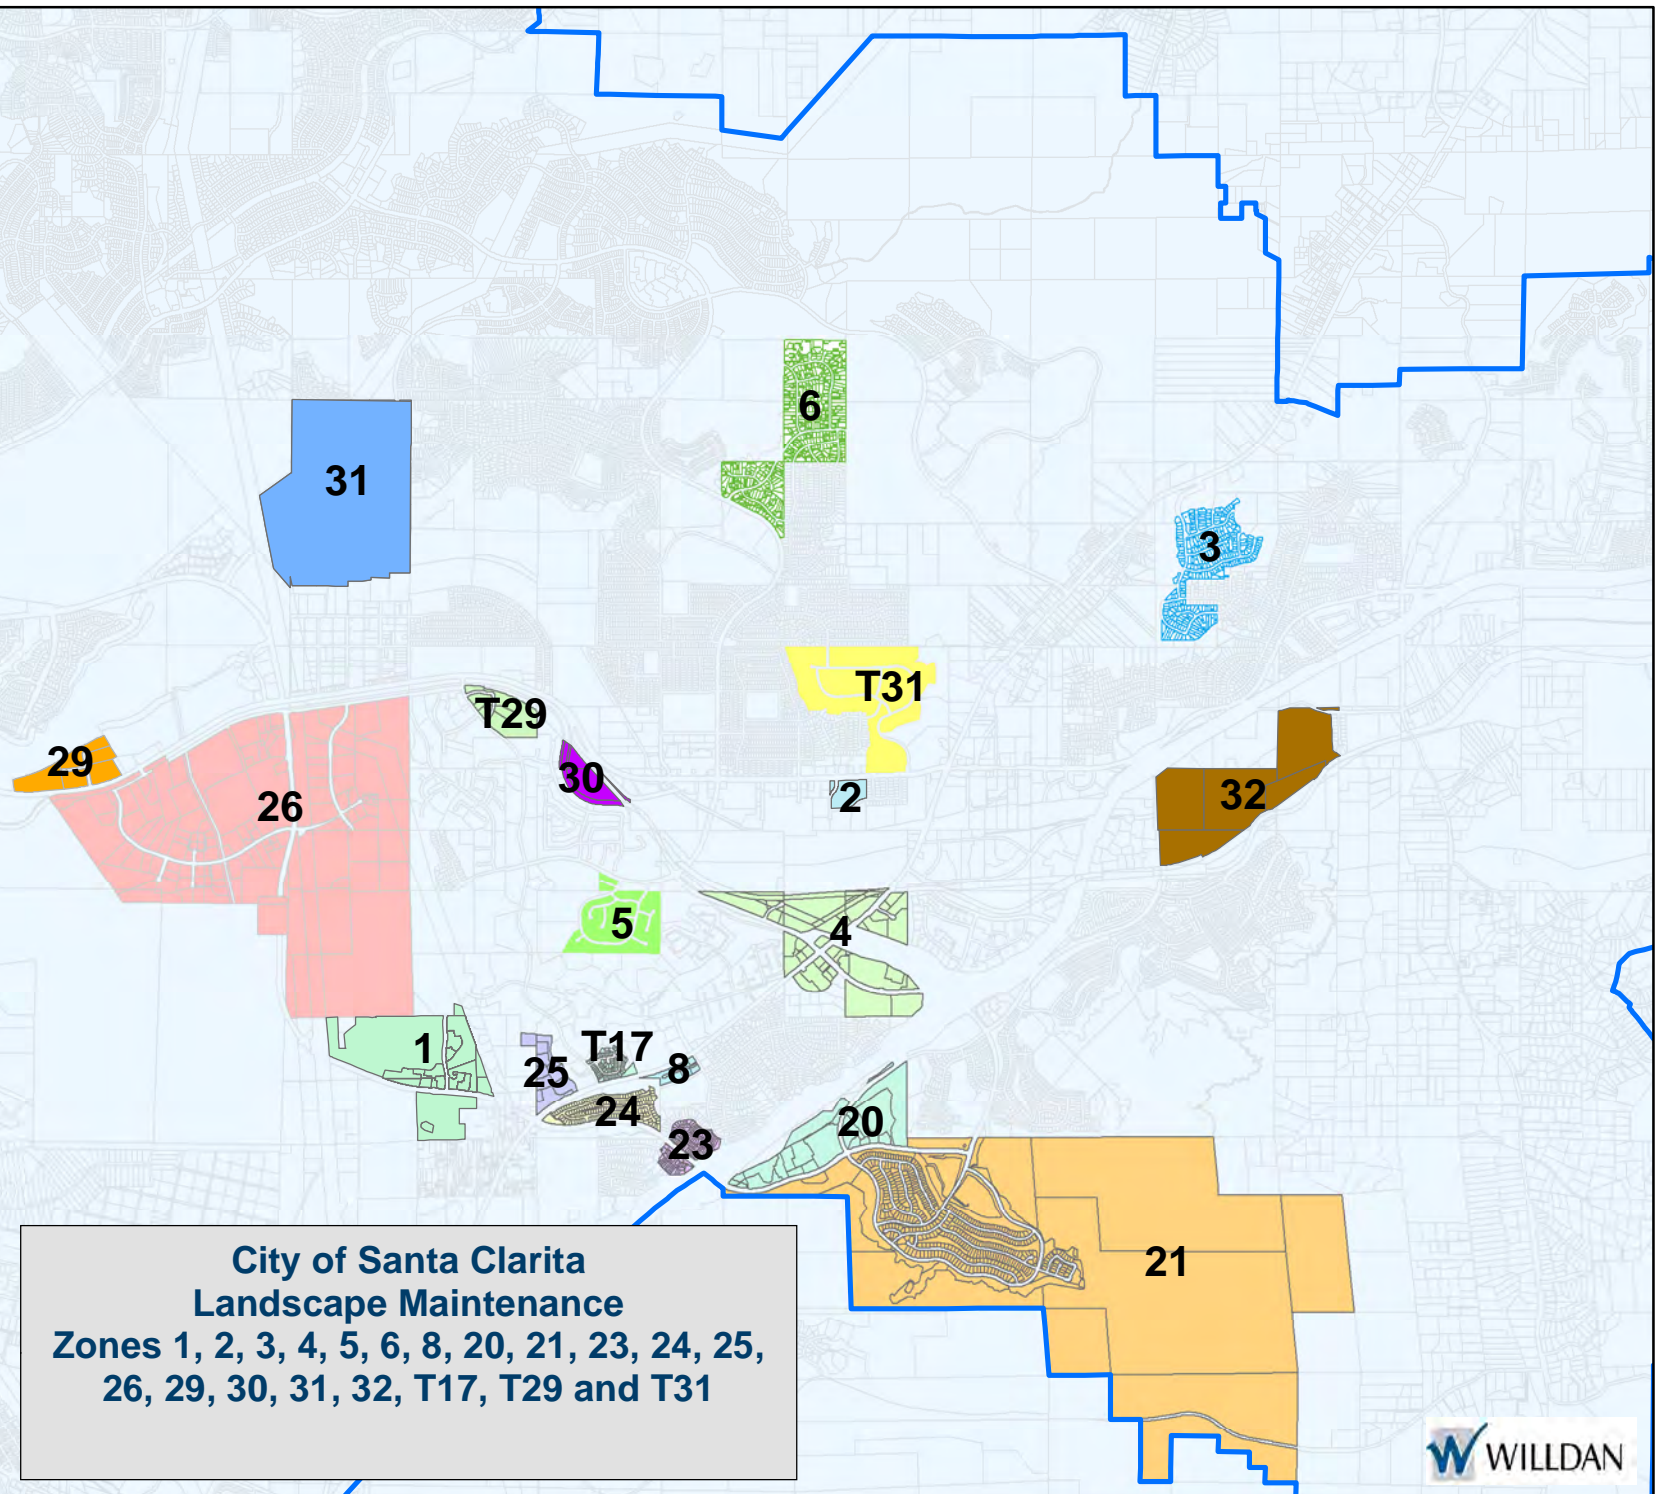 6
31
3
T31
T29
29
30
2
32
26
5
4
1
T17
25
8
24
20
23
21
City of Santa Clarita
Landscape Maintenance
Zones 1, 2, 3, 4, 5, 6, 8, 20, 21, 23, 24, 25,
26, 29, 30, 31, 32, T17, T29 and T31
W WILLDAN